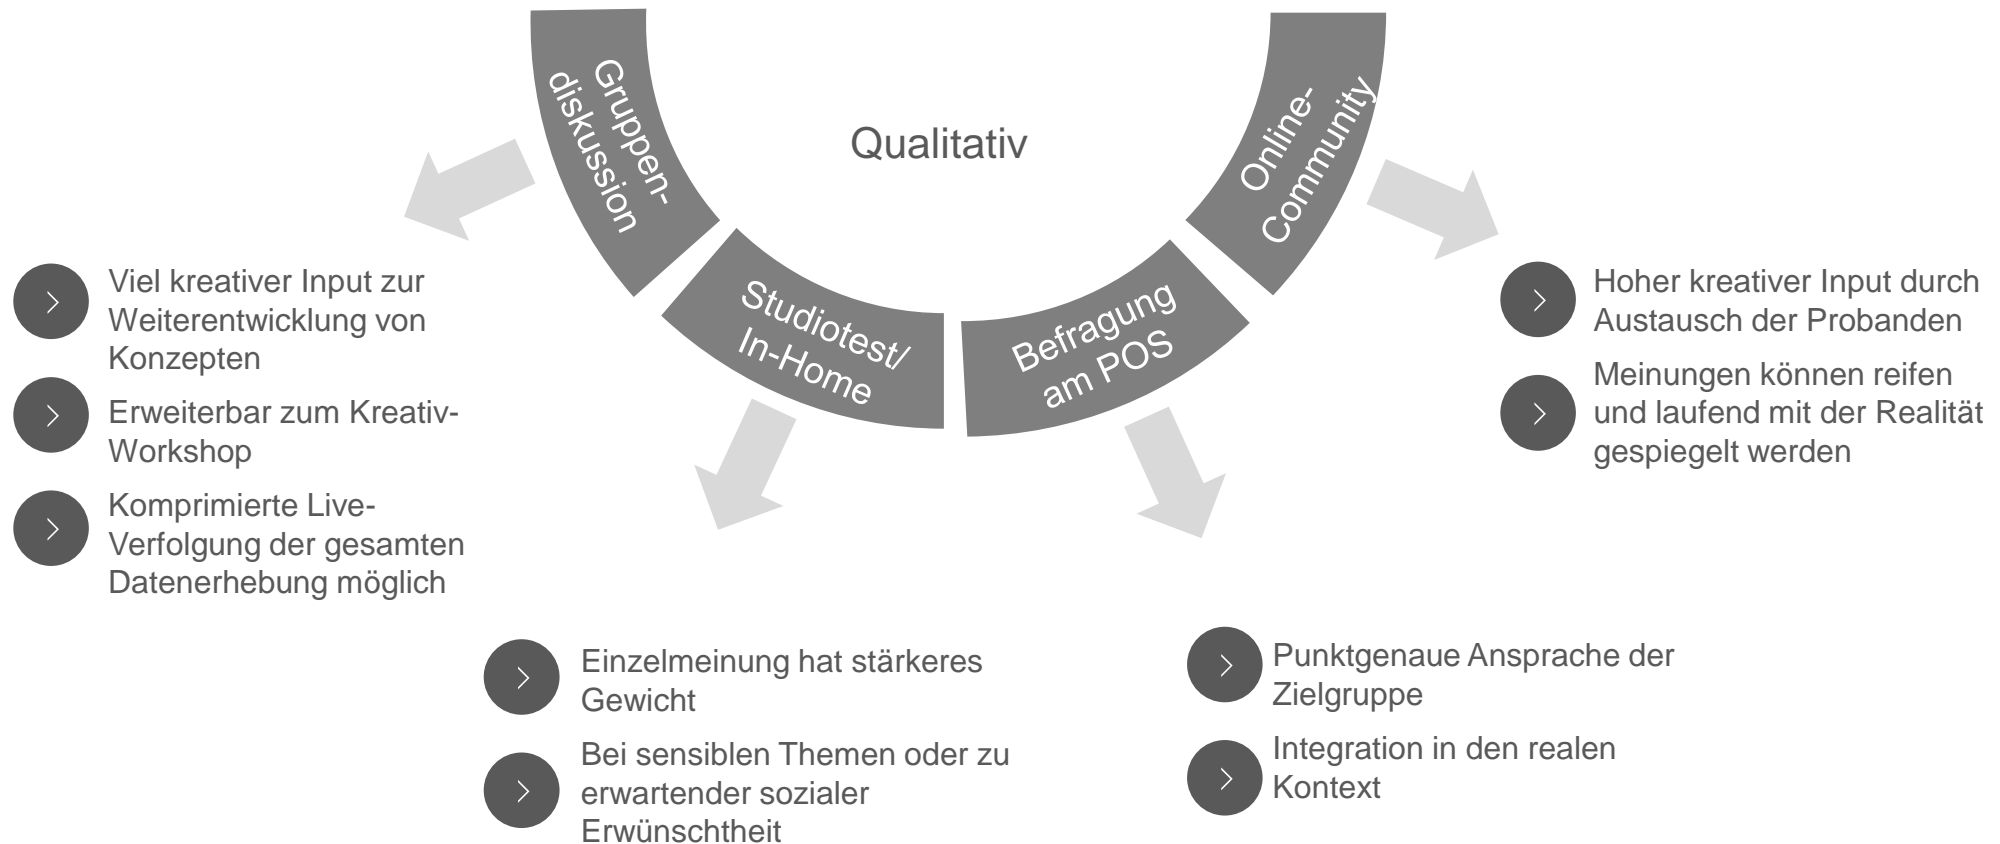 Qualitativ
Gruppen-
diskussion
Studiotest/
In-Home
Befragung
am POS
Online-
Community
Viel kreativer Input zur
Weiterentwicklung von
Konzepten
Erweiterbar zum Kreativ-
Workshop
Komprimierte Live-
Verfolgung der gesamten
Datenerhebung möglich
Einzelmeinung hat stärkeres
Gewicht
Bei sensiblen Themen oder zu
erwartender sozialer
Erwünschtheit
Punktgenaue Ansprache der
Zielgruppe
Integration in den realen
Kontext
Hoher kreativer Input durch
Austausch der Probanden
Meinungen können reifen
und laufend mit der Realität
gespiegelt werden